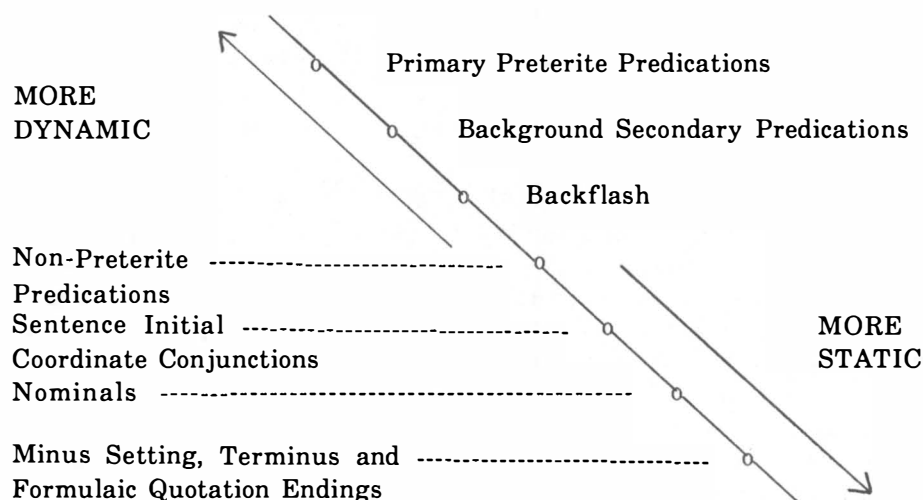 Primary Preterite Predications
MORE
DYNAMIC
Background Secondary Predications
Backflash
Non-Preterite
Predications
Sentence Initial
Coordinate Conjunctions
MORE
STATIC
Nominals
Minus Setting, Terminus and
Formulaic Quotation Endings